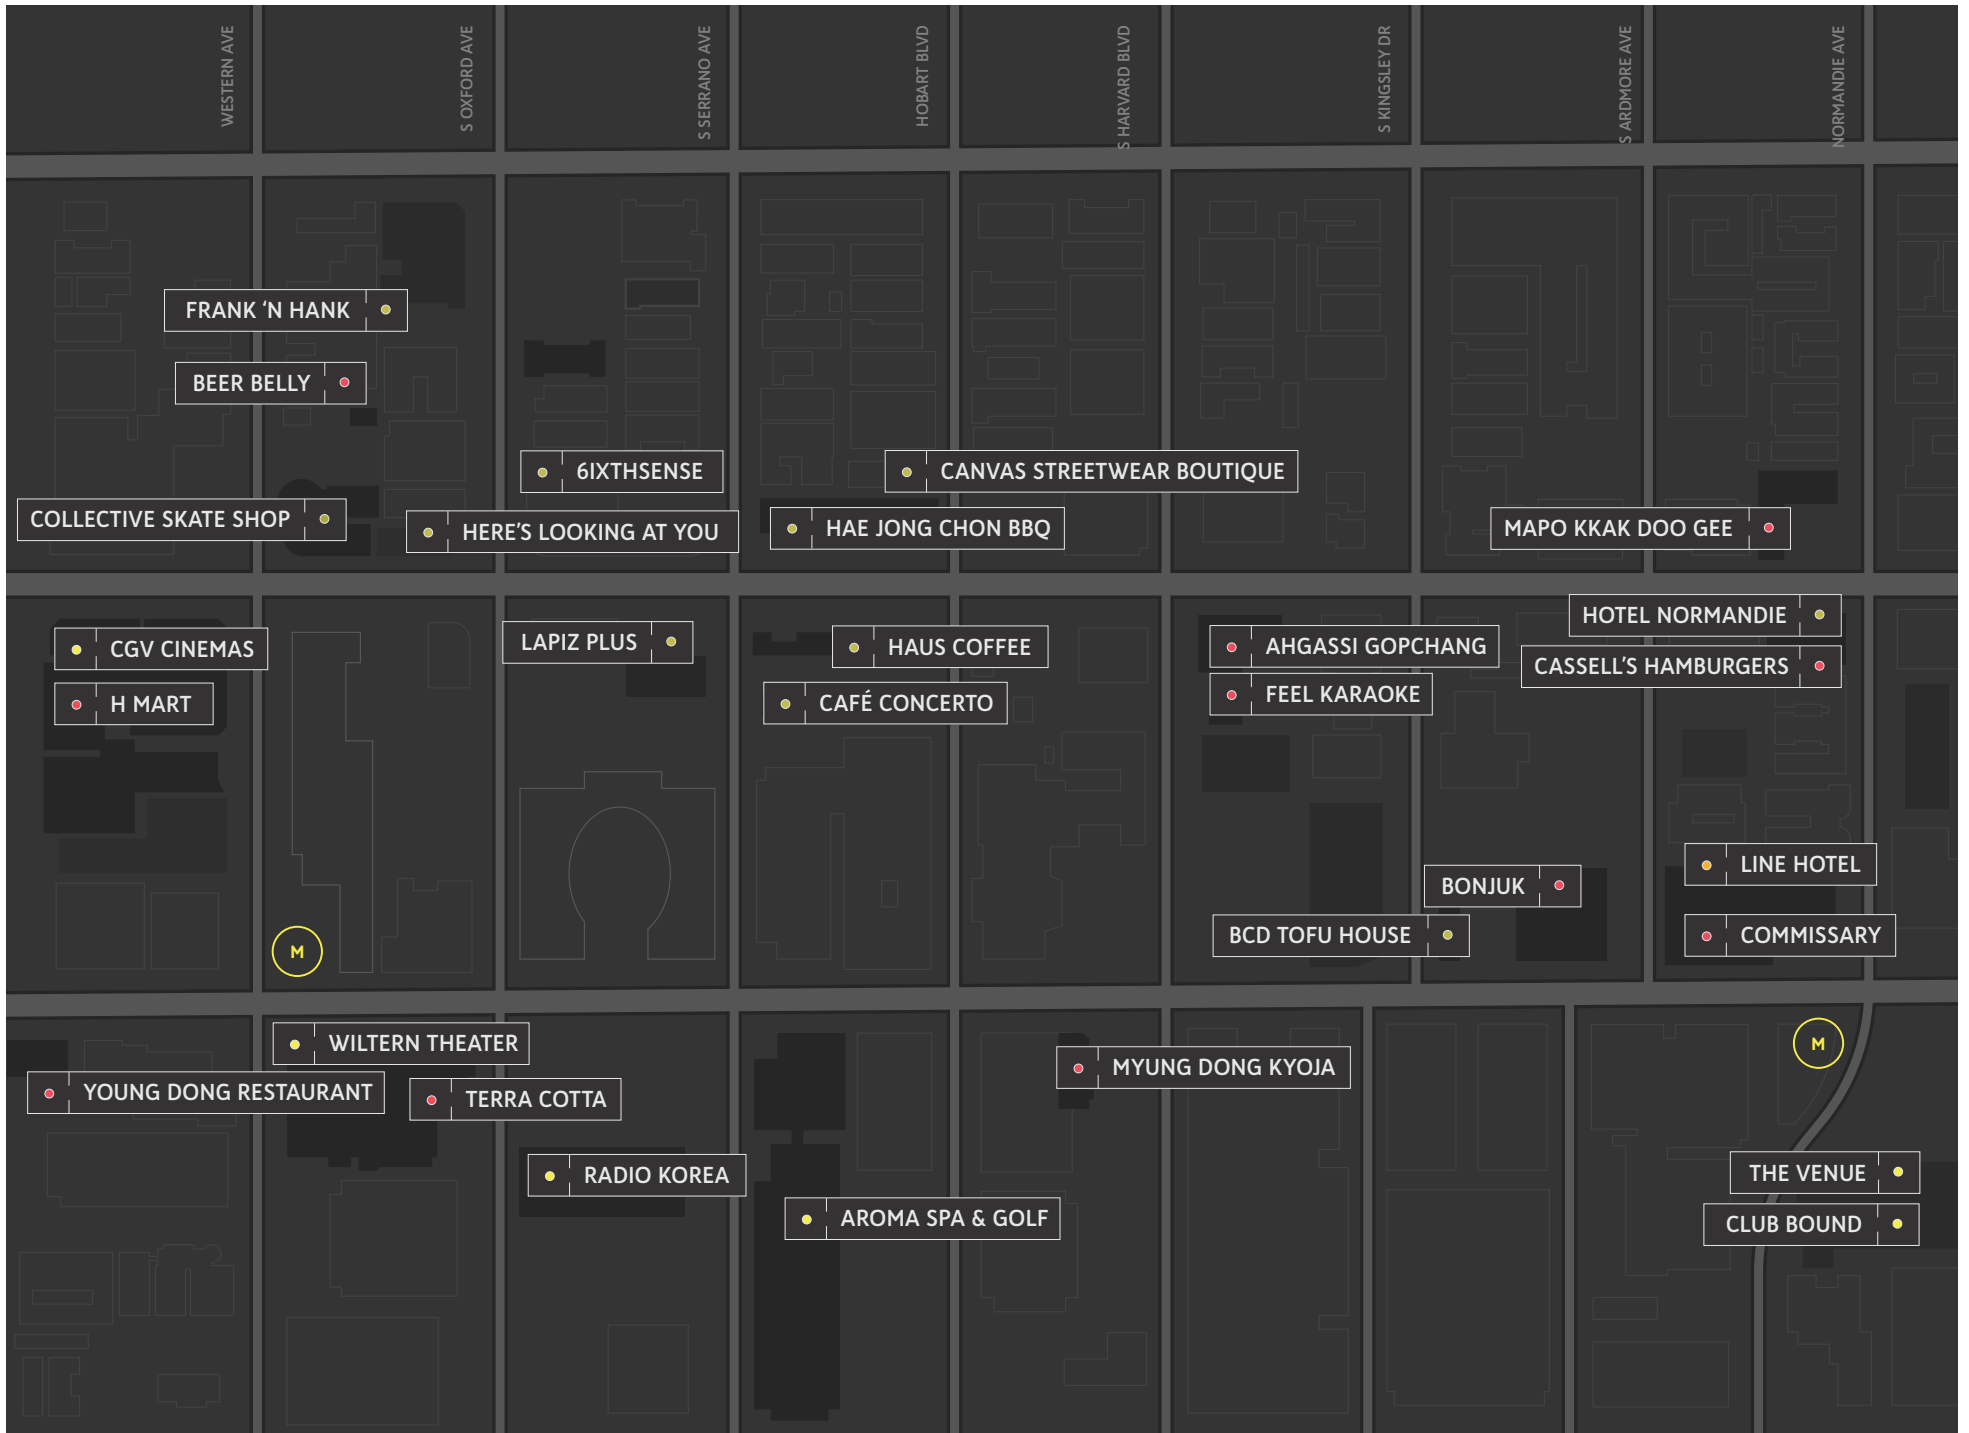 WESTERN AVE
S OXFORD AVE
S SERRANO AVE
HOBART BLVD
S HARVARD BLVD
S KINGSLEY DR
S ARDMORE AVE
NORMANDIE AVE
FRANK ‘N HANK
BEER BELLY
6IXTHSENSE
CANVAS STREETWEAR BOUTIQUE
COLLECTIVE SKATE SHOP
HERE’S LOOKING AT YOU
HAE JONG CHON BBQ
MAPO KKAK DOO GEE
HOTEL NORMANDIE
CGV CINEMAS
LAPIZ PLUS
HAUS COFFEE
AHGASSI GOPCHANG
CASSELL’S HAMBURGERS
H MART
CAFÉ CONCERTO
FEEL KARAOKE
LINE HOTEL
BONJUK
BCD TOFU HOUSE
COMMISSARY
M
WILTERN THEATER
M
MYUNG DONG KYOJA
YOUNG DONG RESTAURANT
TERRA COTTA
RADIO KOREA
THE VENUE
AROMA SPA & GOLF
CLUB BOUND